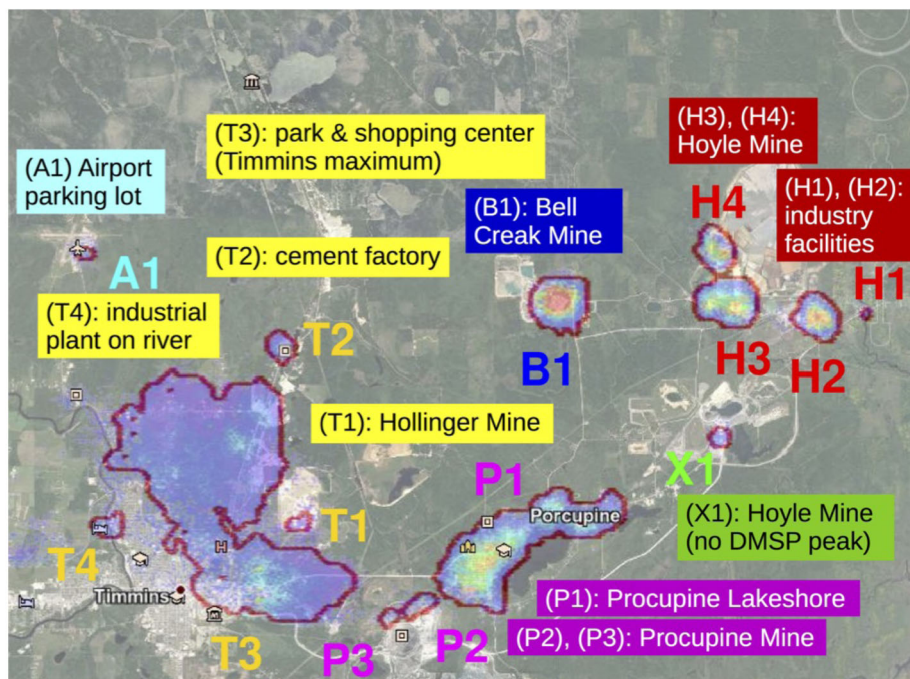 (T3): park & shopping center
(Timmins maximum)
(H3), (H4):
Hoyle Mine
(A1) Airport
parking lot
(B1): Bell
Creak Mine
(H1), (H2):
industry
facilities
H4
A1
(T2): cement factory
H1
(T4): industrial
plant on river
T2
B1
H3
H2
(T1): Hollinger Mine
P1
X1
Porcupine
T1
H
T4
(X1): Hoyle Mine
(no DMSP peak)
Timmins
(P1): Procupine Lakeshore
T3
P3
P2
(P2), (P3): Procupine Mine